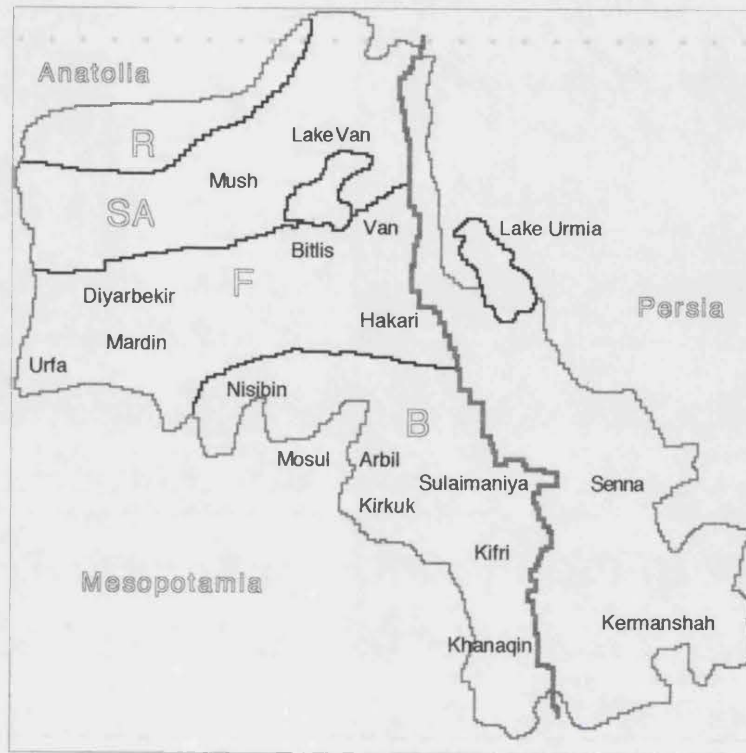 Anatolia
R
Lake Van
Mush
SA
Van
Lake Urmia
Bitlis
F
Diyarbekir
Persia
Hakari
Mardin
Urfa
Nisibin
B
Mosul
Arbil
Sulaimaniya
Senna
Kirkuk
Kifri
Mesopotamia
Kermanshah
Khanaqin